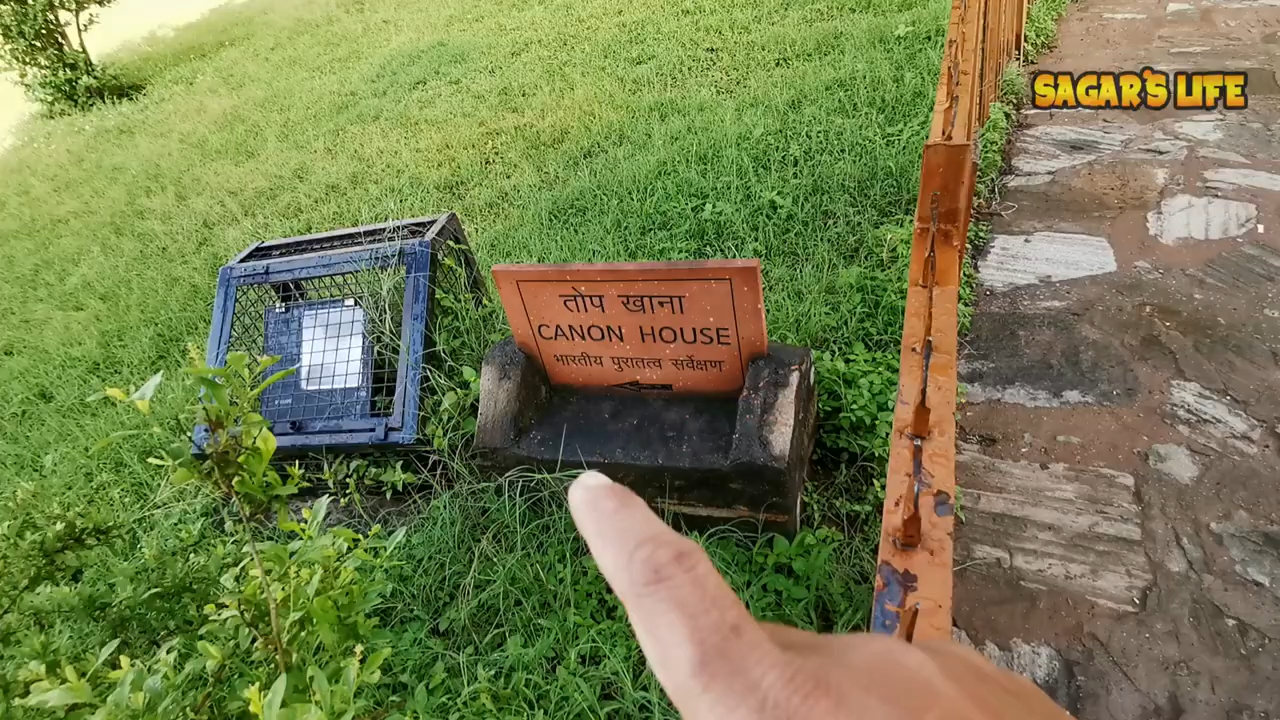 SAGAR'S LIFE
तोप खाना
CANON HOUSE
भारतीय पुरातत्व सर्वेक्षण